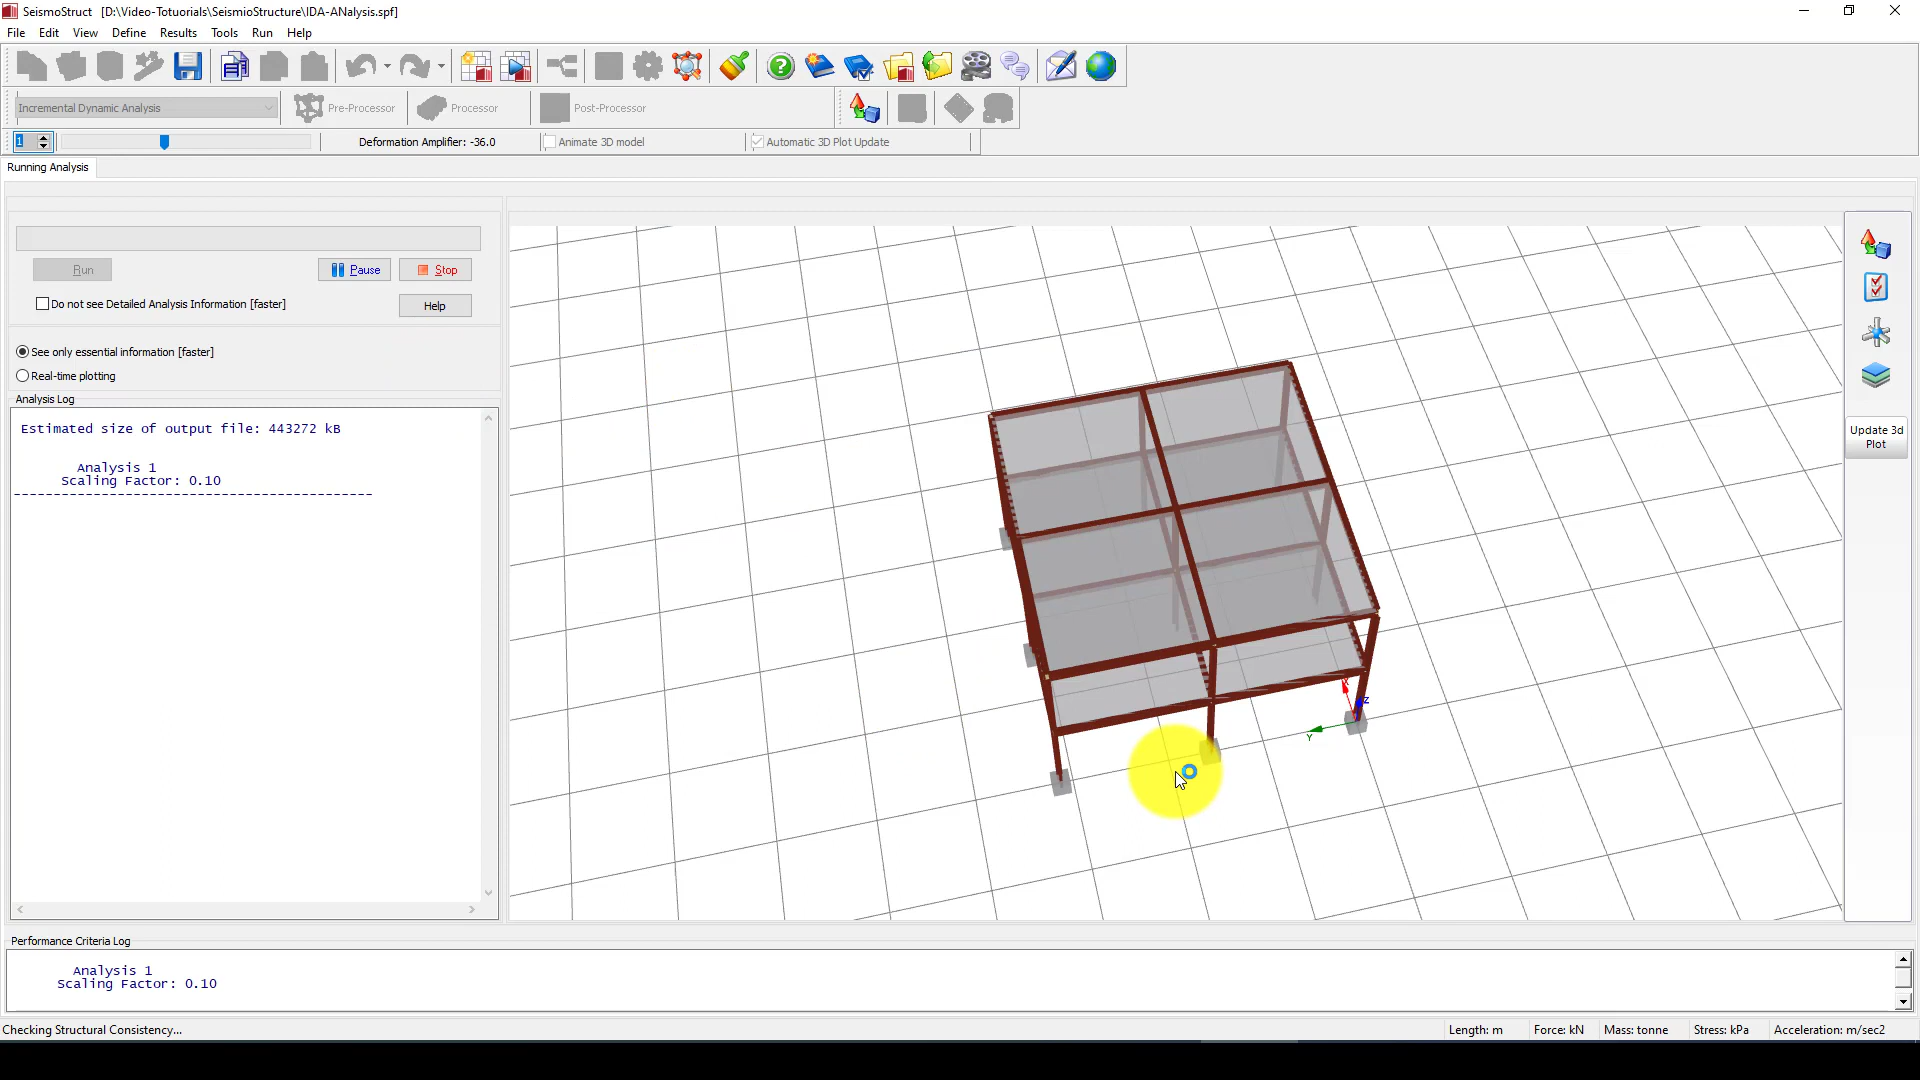 SeismoStruct [D:\Video-Totuorials\SeismioStructure\IDA-ANalysis.spf]
File Edit View Define Results Tools Run Help
Incremental Dynamic Analysis Pre-Processor Processor Post-Processor
1 Deformation Amplifier: -36.0 Animate 3D model Automatic 3D Plot Update
Running Analysis
Run Pause Stop
Do not see Detailed Analysis Information [faster] Help
See only essential information [faster]
Real-time plotting
Analysis Log
Estimated size of output file: 443272 kB
Analysis 1
Scaling Factor: 0.10
----------------------------------------------
Update 3d
Plot
X
Z
Y
Performance Criteria Log
Analysis 1
Scaling Factor: 0.10
Checking Structural Consistency... Length: m Force: kN Mass: tonne Stress: kPa Acceleration: m/sec2